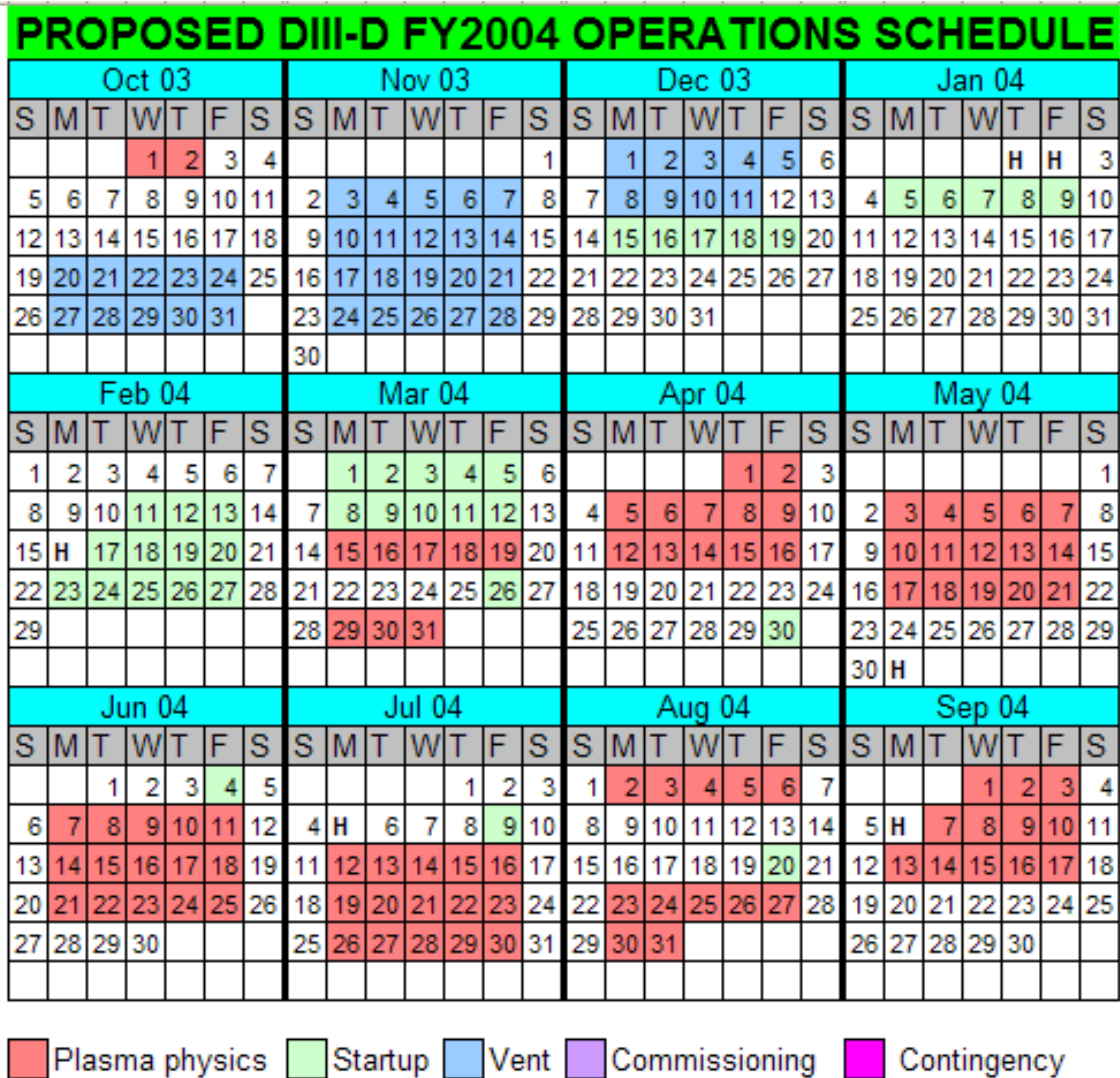 PROPOSED DIII-D FY2004 OPERATIONS SCHEDULE
Oct 03 Nov 03 Dec 03 Jan 04
S M T W T F S S M T W T F S S M T W T F S S M T W T F S
1 2 3 4 1 1 2 3 4 5 6 H H 3
5 6 7 8 9 10 11 2 3 4 5 6 7 8 7 8 9 10 11 12 13 4 5 6 7 8 9 10
12 13 14 15 16 17 18 9 10 11 12 13 14 15 14 15 16 17 18 19 20 11 12 13 14 15 16 17
19 20 21 22 23 24 25 16 17 18 19 20 21 22 21 22 23 24 25 26 27 18 19 20 21 22 23 24
26 27 28 29 30 31 23 24 25 26 27 28 29 28 29 30 31 25 26 27 28 29 30 31
30
Feb 04 Mar 04 Apr 04 May 04
S M T W T F S S M T W T F S S M T W T F S S M T W T F S
1 2 3 4 5 6 7 1 2 3 4 5 6 1 2 3 1
8 9 10 11 12 13 14 7 8 9 10 11 12 13 4 5 6 7 8 9 10 2 3 4 5 6 7 8
15 H 17 18 19 20 21 14 15 16 17 18 19 20 11 12 13 14 15 16 17 9 10 11 12 13 14 15
22 23 24 25 26 27 28 21 22 23 24 25 26 27 18 19 20 21 22 23 24 16 17 18 19 20 21 22
29 28 29 30 31 25 26 27 28 29 30 23 24 25 26 27 28 29
30 H
Jun 04 Jul 04 Aug 04 Sep 04
S M T W T F S S M T W T F S S M T W T F S S M T W T F S
1 2 3 4 5 1 2 3 1 2 3 4 5 6 7 1 2 3 4
6 7 8 9 10 11 12 4 H 6 7 8 9 10 8 9 10 11 12 13 14 5 H 7 8 9 10 11
13 14 15 16 17 18 19 11 12 13 14 15 16 17 15 16 17 18 19 20 21 12 13 14 15 16 17 18
20 21 22 23 24 25 26 18 19 20 21 22 23 24 22 23 24 25 26 27 28 19 20 21 22 23 24 25
27 28 29 30 25 26 27 28 29 30 31 29 30 31 26 27 28 29 30
Plasma physics Startup Vent Commissioning Contingency